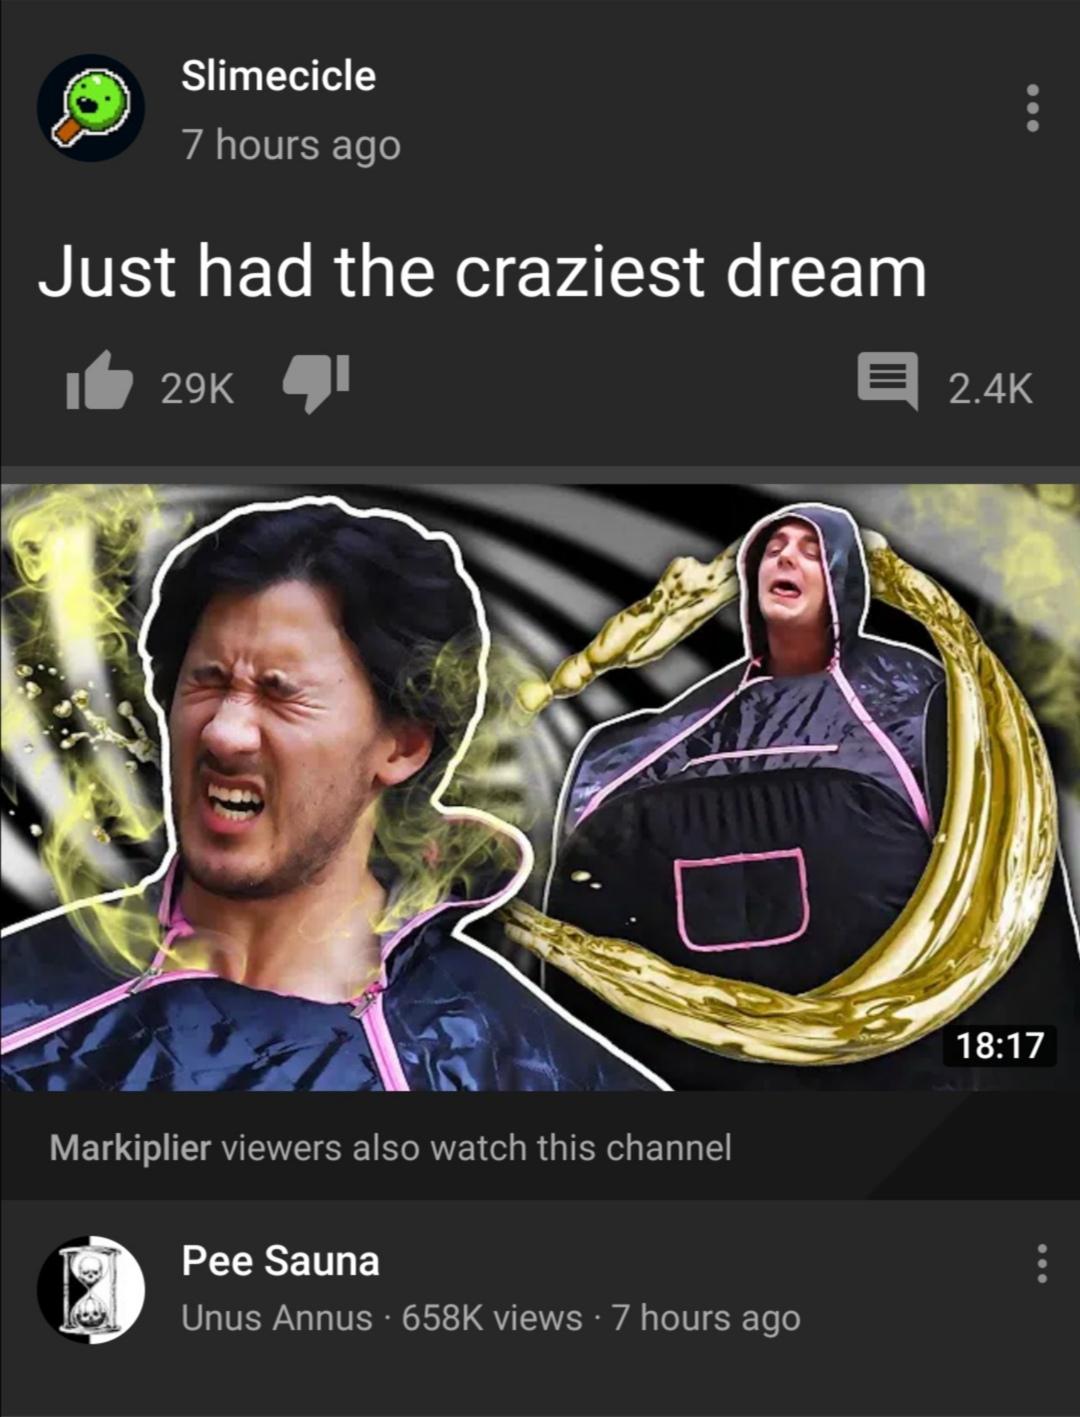 Slimecicle
7 hours ago
Just had the craziest dream
29K
2.4K
18:17
Markiplier viewers also watch this channel
Pee Sauna
Unus Annus · 658K views · 7 hours ago